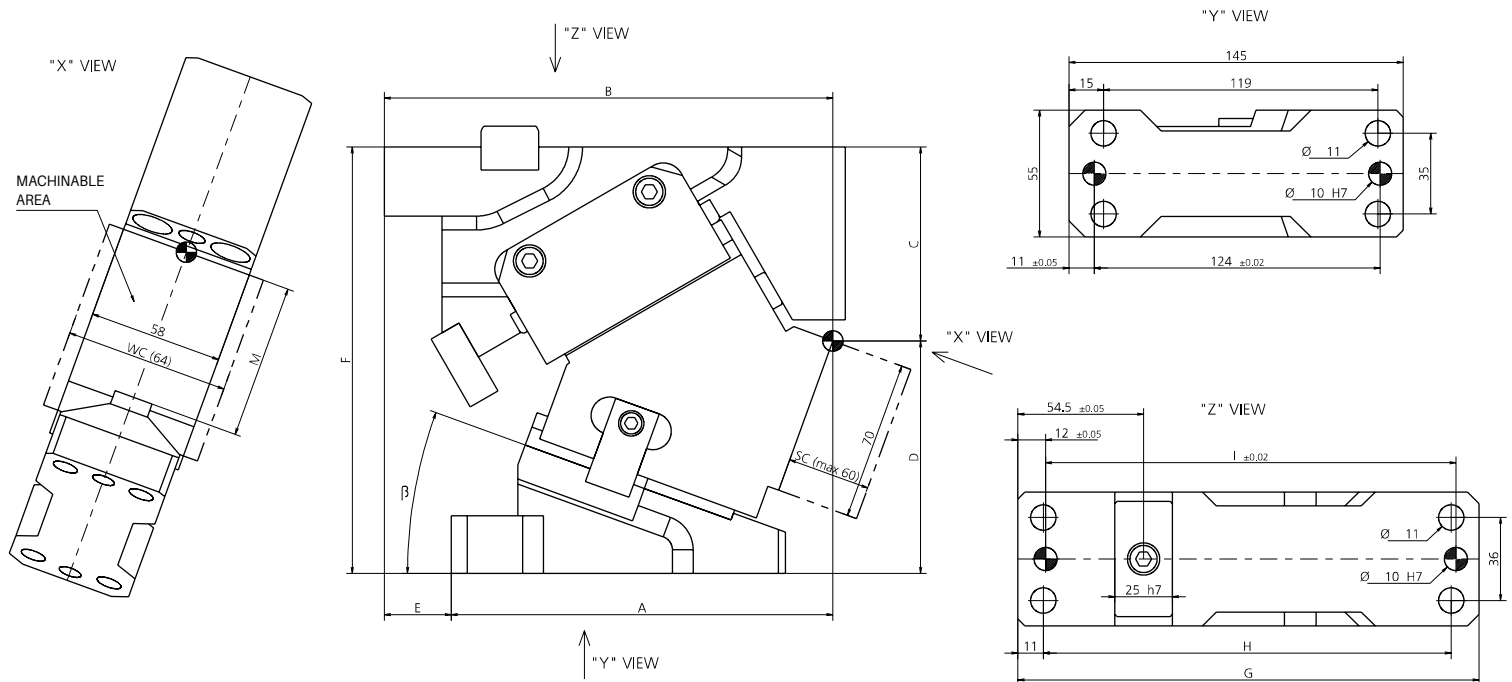 "X" VIEW
MACHINABLE
AREA
58
WC (64)
M
"Z" VIEW
B
F
C
"X" VIEW
D
70
SC (max 60)
β
E
A
"Y" VIEW
"Y" VIEW
145
15
119
55
Ø 11
Ø 10 H7
35
11 ±0.05
124 ±0.02
"Z" VIEW
54.5 ±0.05
12 ±0.05
I ±0.02
Ø 11
Ø 10 H7
36
25 h7
11
H
G